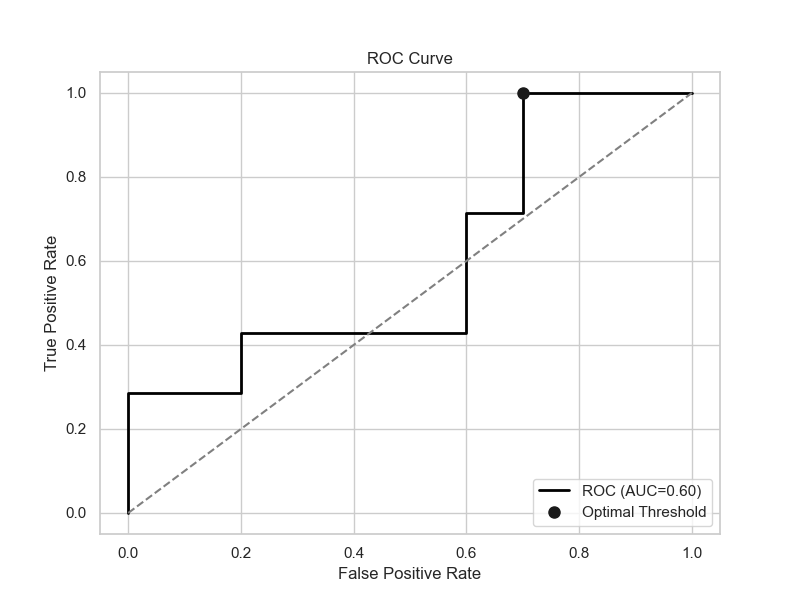 ROC Curve
1.0
0.8
0.6
0.4
0.2
0.0
True Positive Rate
0.0 0.2 0.4 0.6 0.8 1.0
False Positive Rate
ROC (AUC=0.60)
Optimal Threshold